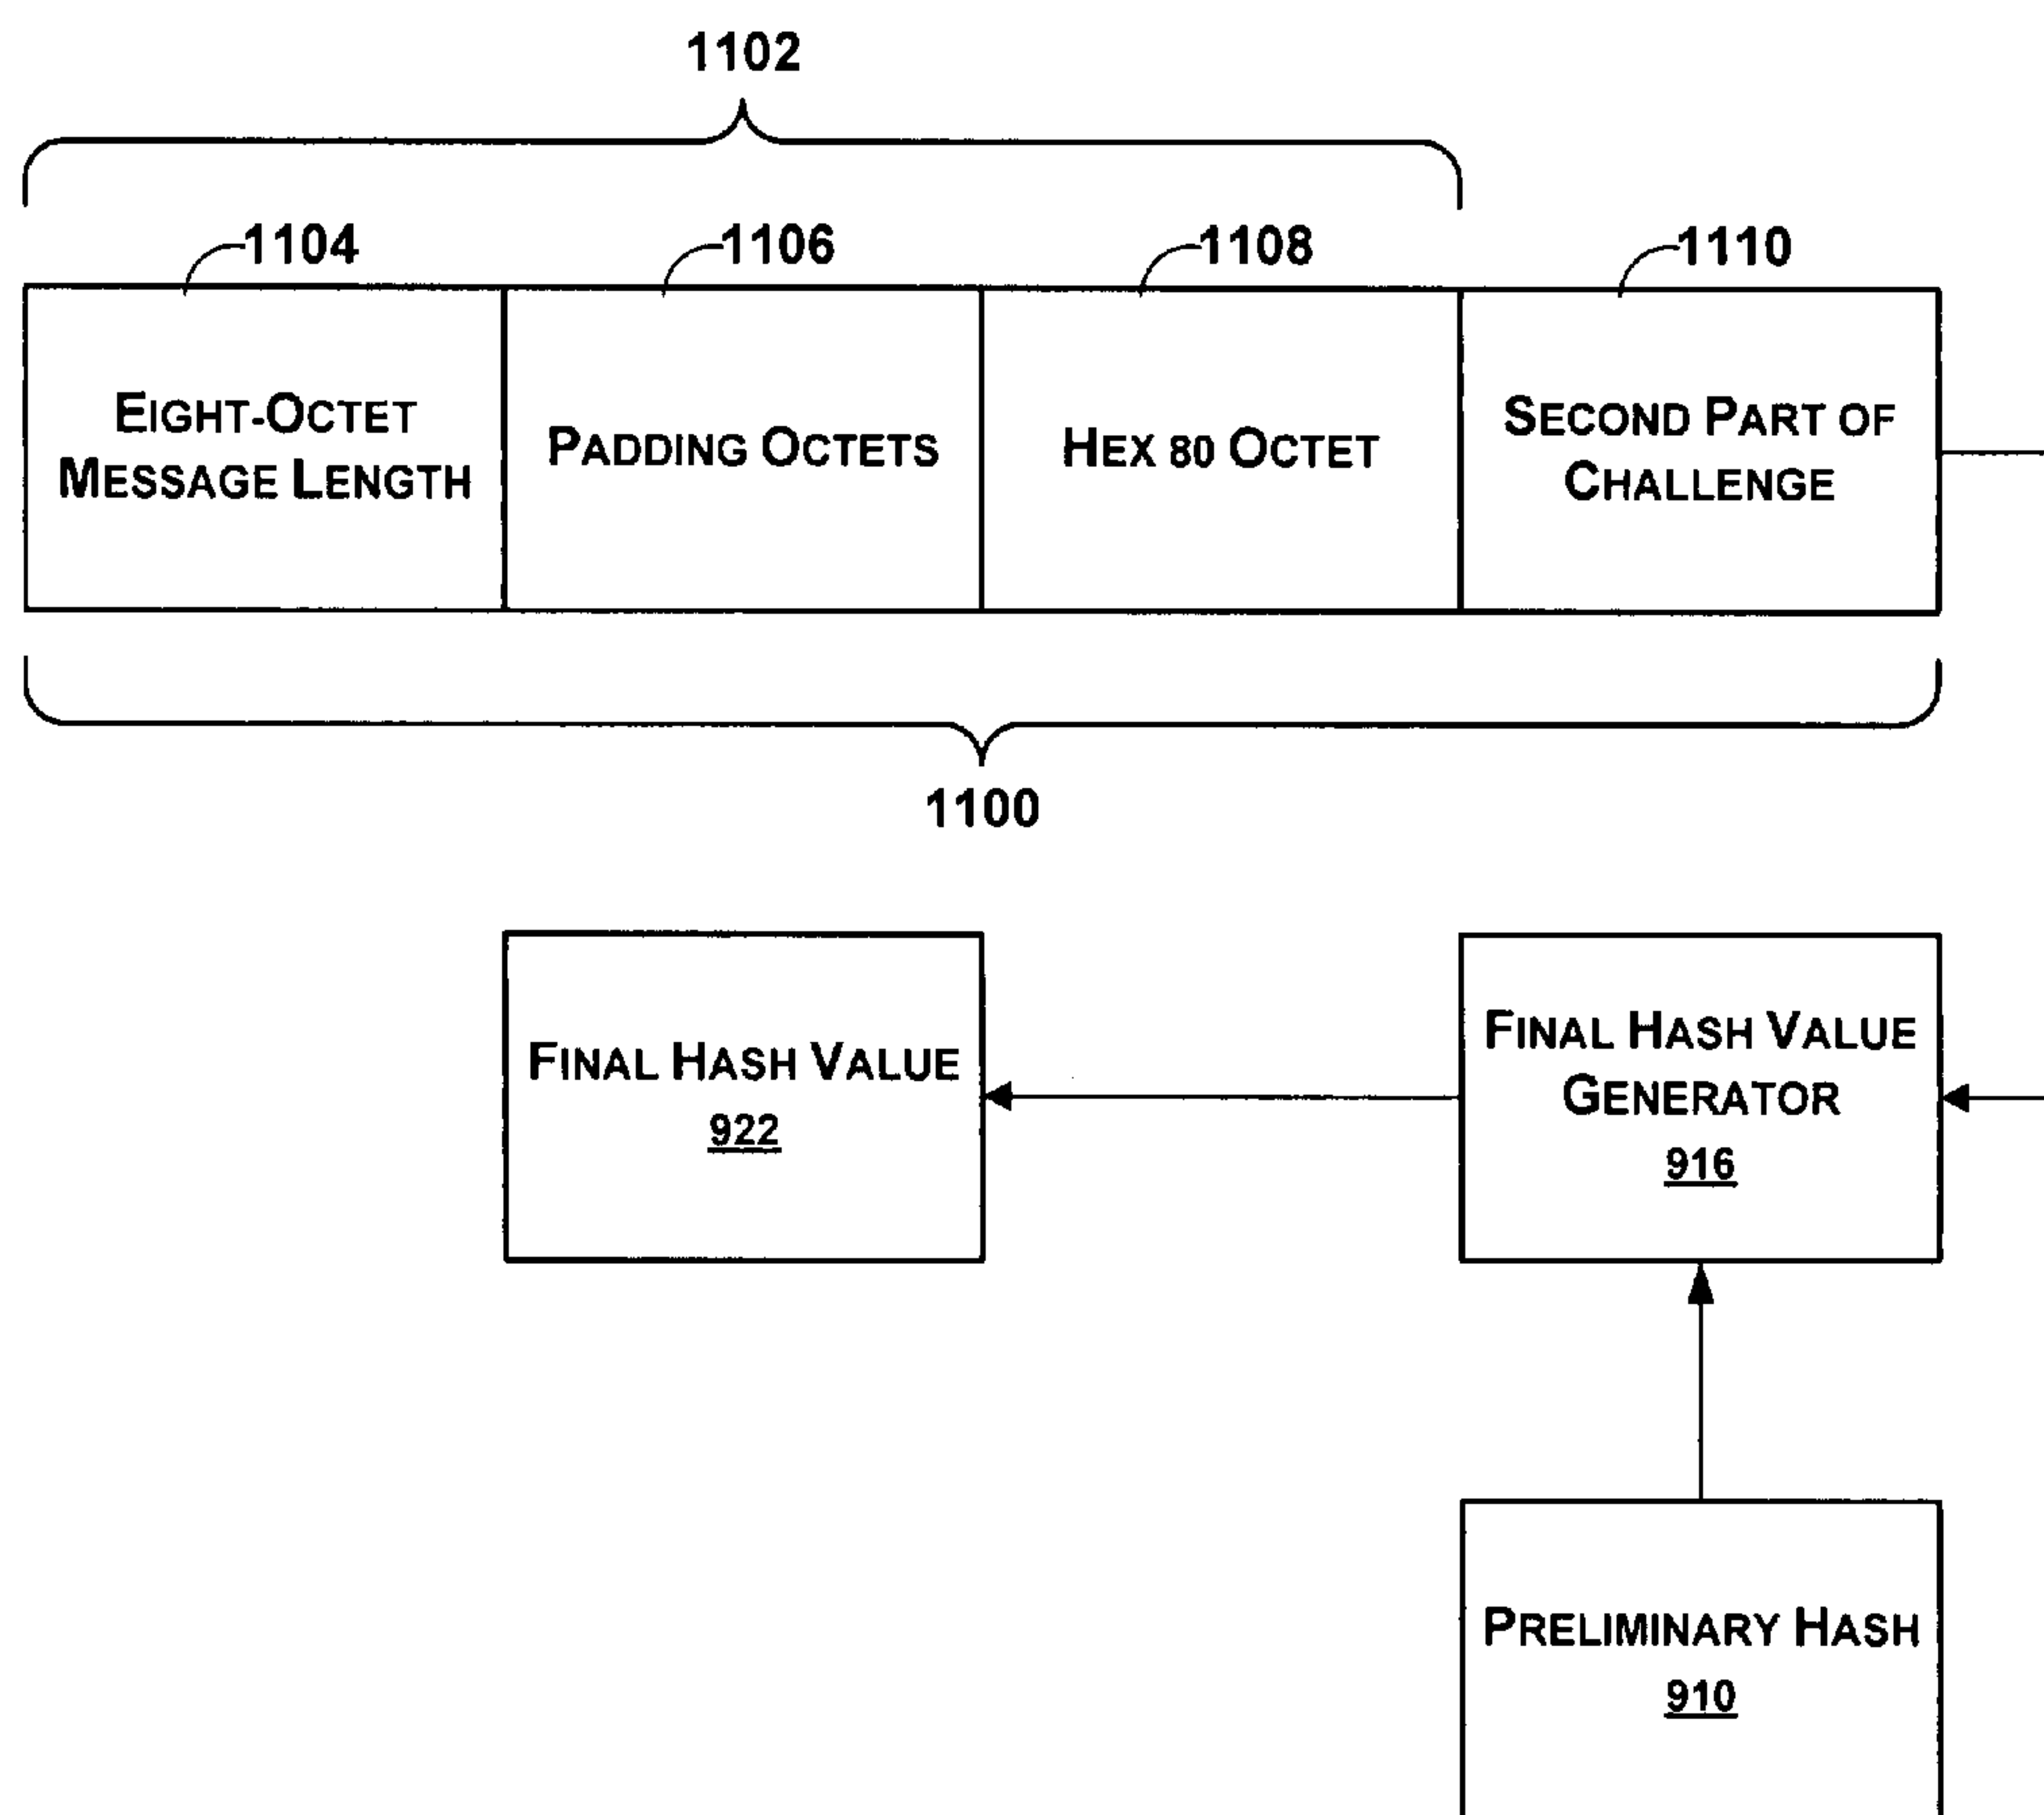 1102
1104
1106
1108
1110
EIGHT-OCTET
MESSAGE LENGTH
PADDING OCTETS
HEX 80 OCTET
SECOND PART OF
CHALLENGE
1100
FINAL HASH VALUE
922
FINAL HASH VALUE
GENERATOR
916
PRELIMINARY HASH
910